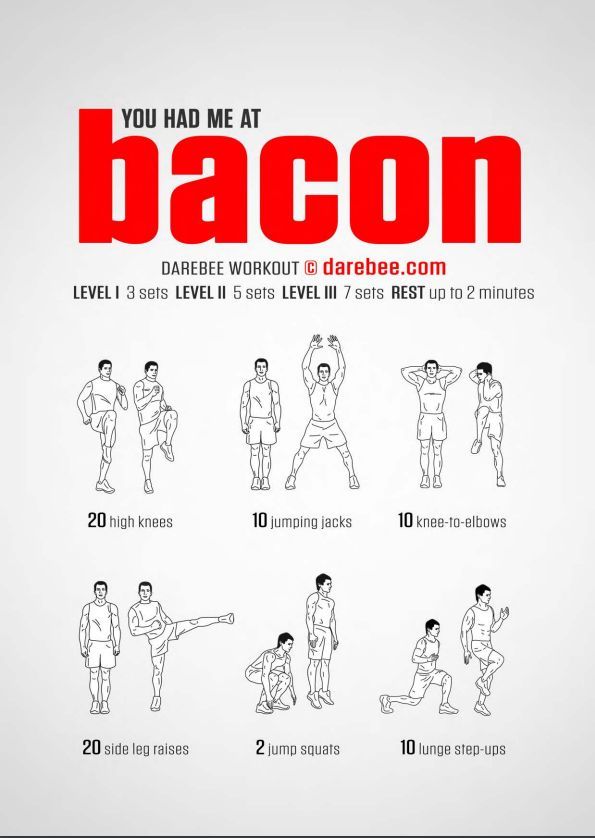 YOU HAD ME AT
bacon
DAREBEE WORKOUT © darebee.com
LEVEL I 3 sets LEVEL II 5 sets LEVEL III 7 sets REST up to 2 minutes
20 high knees
10 jumping jacks
10 knee-to-elbows
20 side leg raises
2 jump squats
10 lunge step-ups